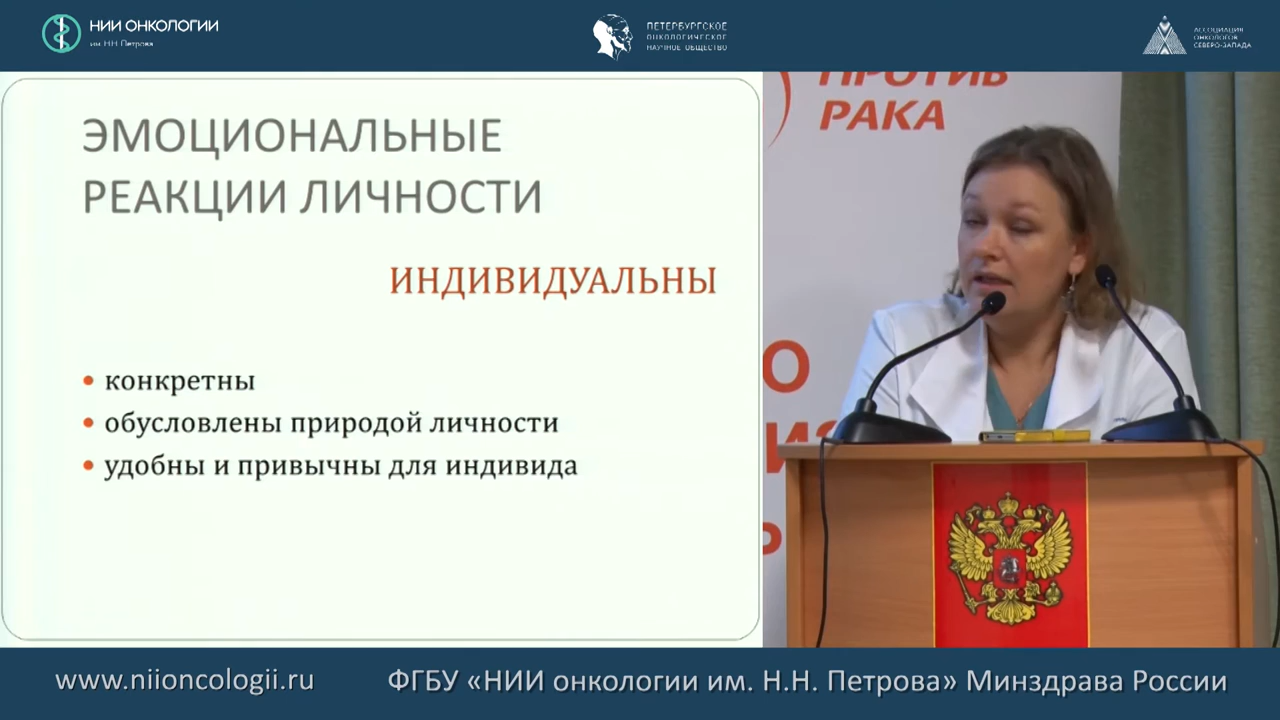 НИИ ОНКОЛОГИИ
им. Н.Н. Петрова
ПЕТЕРБУРГСКОЕ
ОНКОЛОГИЧЕСКОЕ
НАУЧНОЕ ОБЩЕСТВО
АССОЦИАЦИЯ
ОНКОЛОГОВ
СЕВЕРО-ЗАПАДА
ЭМОЦИОНАЛЬНЫЕ
РЕАКЦИИ ЛИЧНОСТИ
ИНДИВИДУАЛЬНЫ
• конкретны
• обусловлены природой личности
• удобны и привычны для индивида
ПРОТИВ
РАКА
www.niioncologii.ru
ФГБУ «НИИ онкологии им. Н.Н. Петрова» Минздрава России